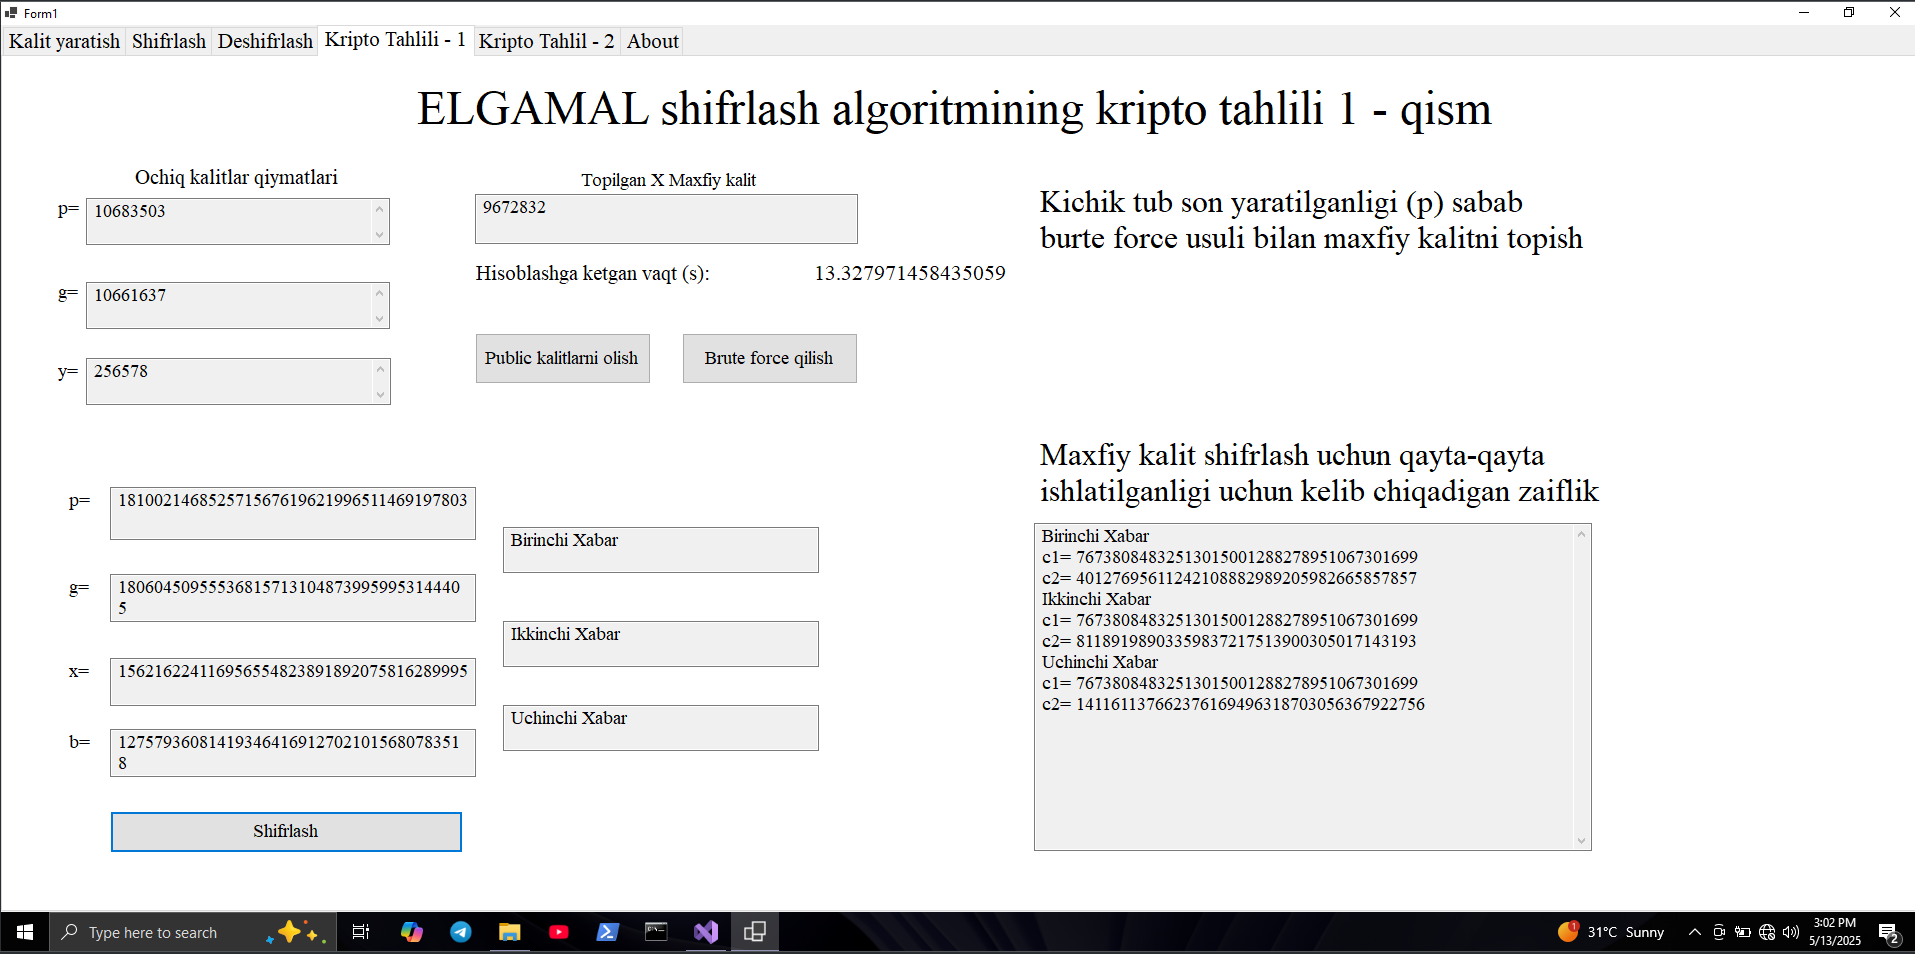 Form1
Kalit yaratish Shifrlash Deshifrlash Kripto Tahlili - 1 Kripto Tahlil - 2 About
ELGAMAL shifrlash algoritmining kripto tahlili 1 - qism
Ochiq kalitlar qiymatlari
p= 10683503
g= 10661637
y= 256578
Topilgan X Maxfiy kalit
9672832
Hisoblashga ketgan vaqt (s): 13.327971458435059
Public kalitlarni olish Brute force qilish
Kichik tub son yaratilganligi (p) sabab
burte force usuli bilan maxfiy kalitni topish
p= 181002146852571567619621996511469197803
g= 18060450955536815713104873995995314440
5
x= 156216224116956554823891892075816289995
b= 12757936081419346416912702101568078351
8
Shifrlash
Birinchi Xabar
Ikkinchi Xabar
Uchinchi Xabar
Maxfiy kalit shifrlash uchun qayta-qayta
ishlatilganligi uchun kelib chiqadigan zaiflik
Birinchi Xabar
c1= 76738084832513015001288278951067301699
c2= 40127695611242108882989205982665857857
Ikkinchi Xabar
c1= 76738084832513015001288278951067301699
c2= 81189198903359837217513900305017143193
Uchinchi Xabar
c1= 76738084832513015001288278951067301699
c2= 141161137662376169496318703056367922756
Type here to search
1
31°C Sunny
3:02 PM
5/13/2025
2